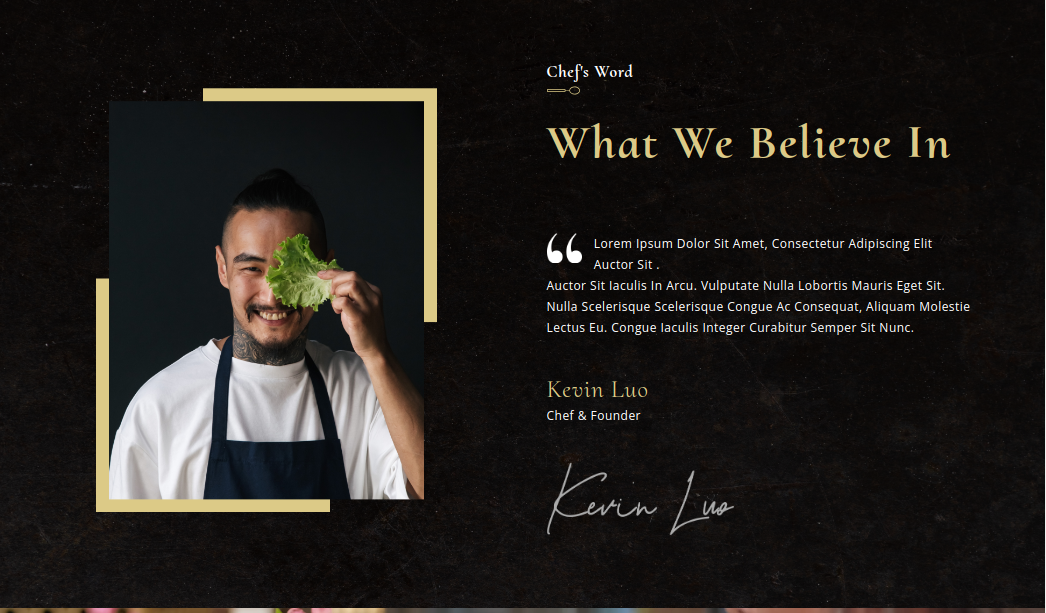 Chef's Word
What We Believe In
“ Lorem Ipsum Dolor Sit Amet, Consectetur Adipiscing Elit
Auctor Sit .
Auctor Sit Iaculis In Arcu. Vulputate Nulla Lobortis Mauris Eget Sit.
Nulla Scelerisque Scelerisque Congue Ac Consequat, Aliquam Molestie
Lectus Eu. Congue Iaculis Integer Curabitur Semper Sit Nunc.
Kevin Luo
Chef & Founder
Kevin Luo